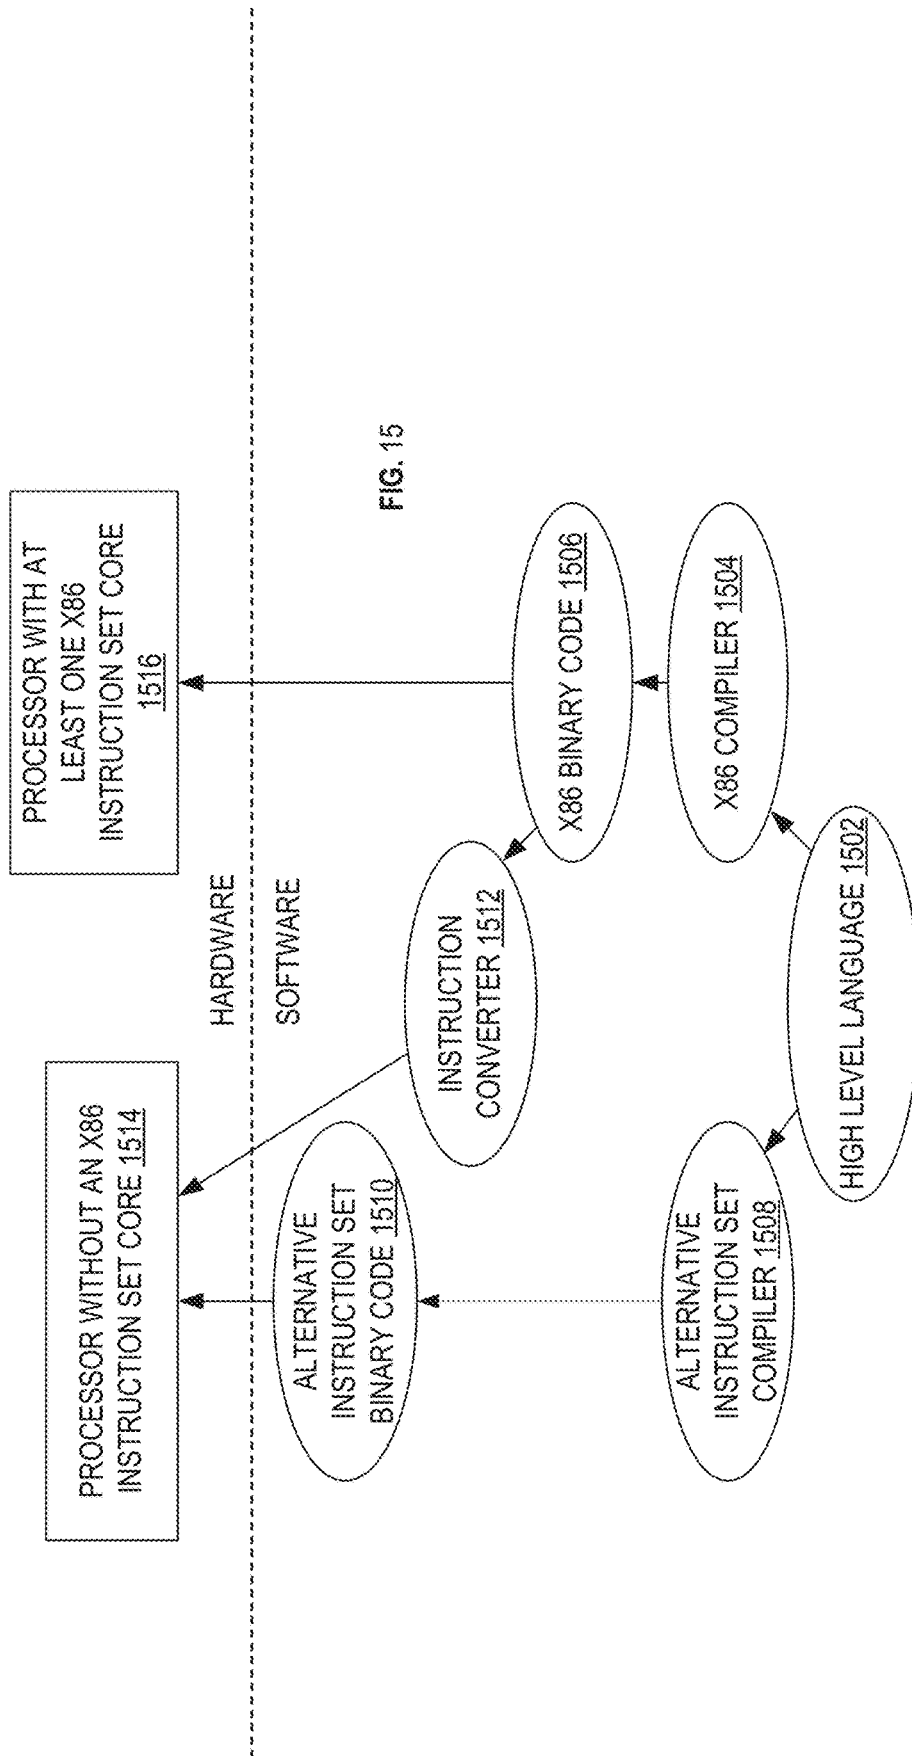 PROCESSOR WITHOUT AN X86
INSTRUCTION SET CORE 1514
PROCESSOR WITH AT
LEAST ONE X86
INSTRUCTION SET CORE
1516
HARDWARE
SOFTWARE
ALTERNATIVE
INSTRUCTION SET
BINARY CODE 1510
INSTRUCTION
CONVERTER 1512
FIG. 15
X86 BINARY CODE 1506
ALTERNATIVE
INSTRUCTION SET
COMPILER 1508
X86 COMPILER 1504
HIGH LEVEL LANGUAGE 1502